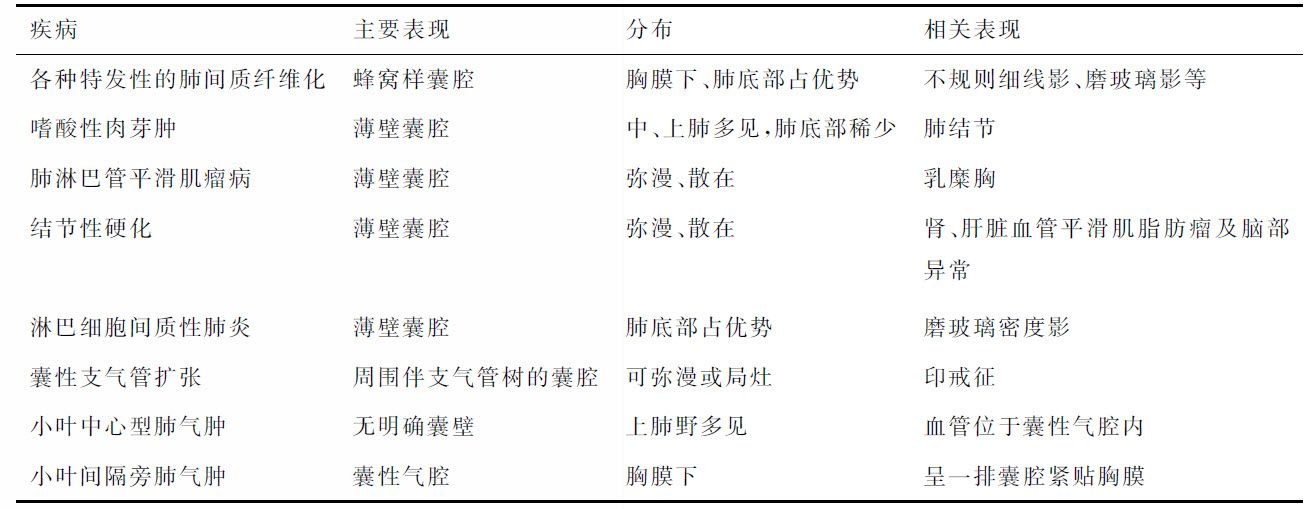 疾病 主要表现 分布 相关表现
各种特发性的肺间质纤维化 蜂窝样囊腔 胸膜下、肺底部占优势 不规则细线影、磨玻璃影等
嗜酸性肉芽肿 薄壁囊腔 中、上肺多见,肺底部稀少 肺结节
肺淋巴管平滑肌瘤病 薄壁囊腔 弥漫、散在 乳糜胸
结节性硬化 薄壁囊腔 弥漫、散在 肾、肝脏血管平滑肌脂肪瘤及脑部
异常
淋巴细胞间质性肺炎 薄壁囊腔 肺底部占优势 磨玻璃密度影
囊性支气管扩张 周围伴支气管树的囊腔 可弥漫或局灶 印戒征
小叶中心型肺气肿 无明确囊壁 上肺野多见 血管位于囊性气腔内
小叶间隔旁肺气肿 囊性气腔 胸膜下 呈一排囊腔紧贴胸膜